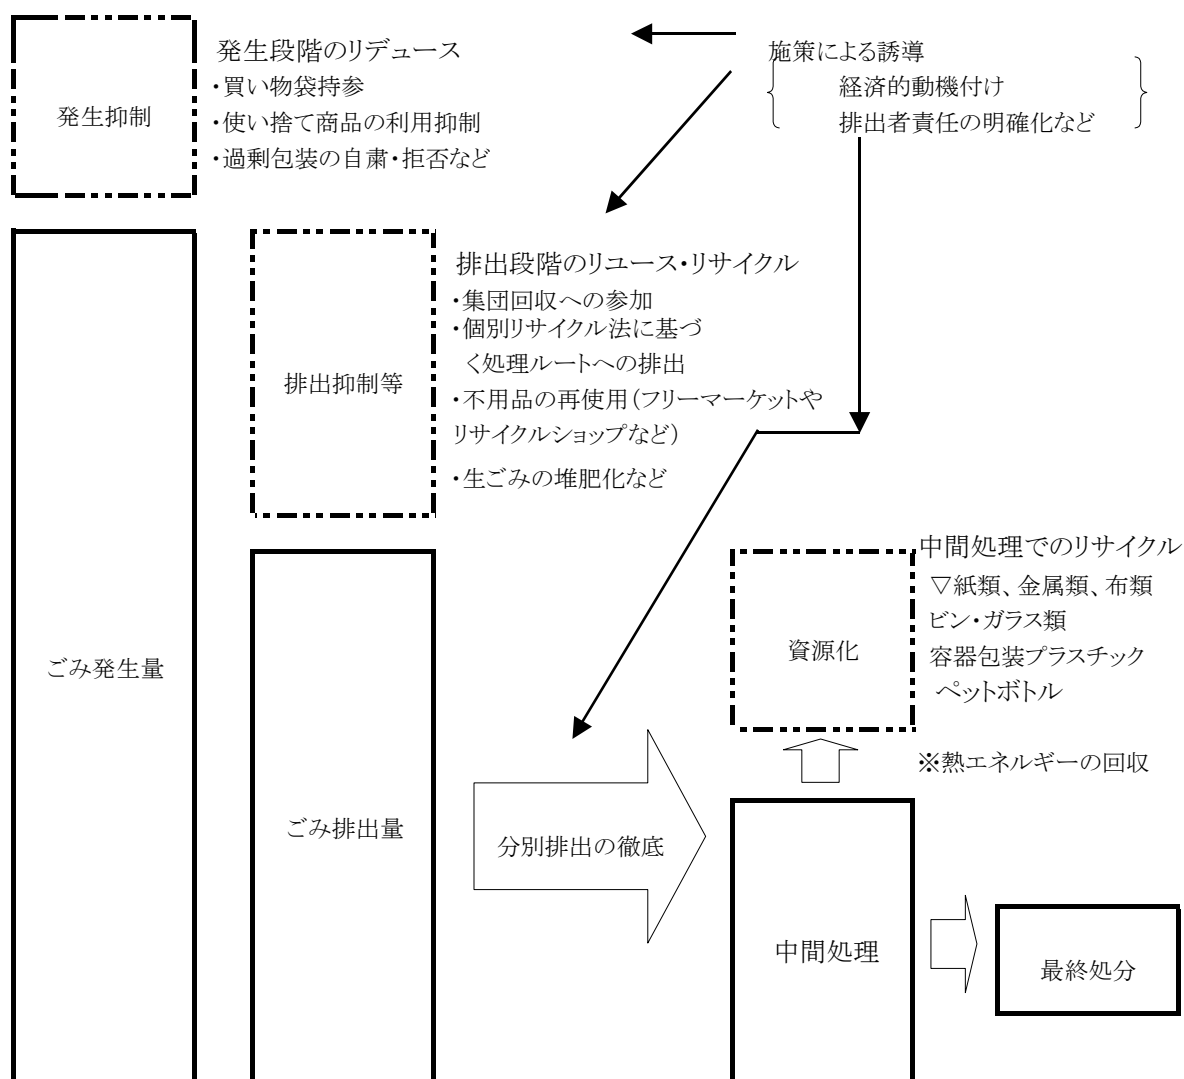 発生抑制
発生段階のリデュース
・買い物袋持参
・使い捨て商品の利用抑制
・過剰包装の自粛・拒否など
施策による誘導
経済的動機付け
排出者責任の明確化など
排出抑制等
排出段階のリユース・リサイクル
・集団回収への参加
・個別リサイクル法に基づ
く処理ルートへの排出
・不用品の再使用(フリーマーケットや
リサイクルショップなど)
・生ごみの堆肥化など
ごみ発生量
ごみ排出量
分別排出の徹底
資源化
中間処理でのリサイクル
▽紙類、金属類、布類
ビン・ガラス類
容器包装プラスチック
ペットボトル
※熱エネルギーの回収
中間処理
最終処分